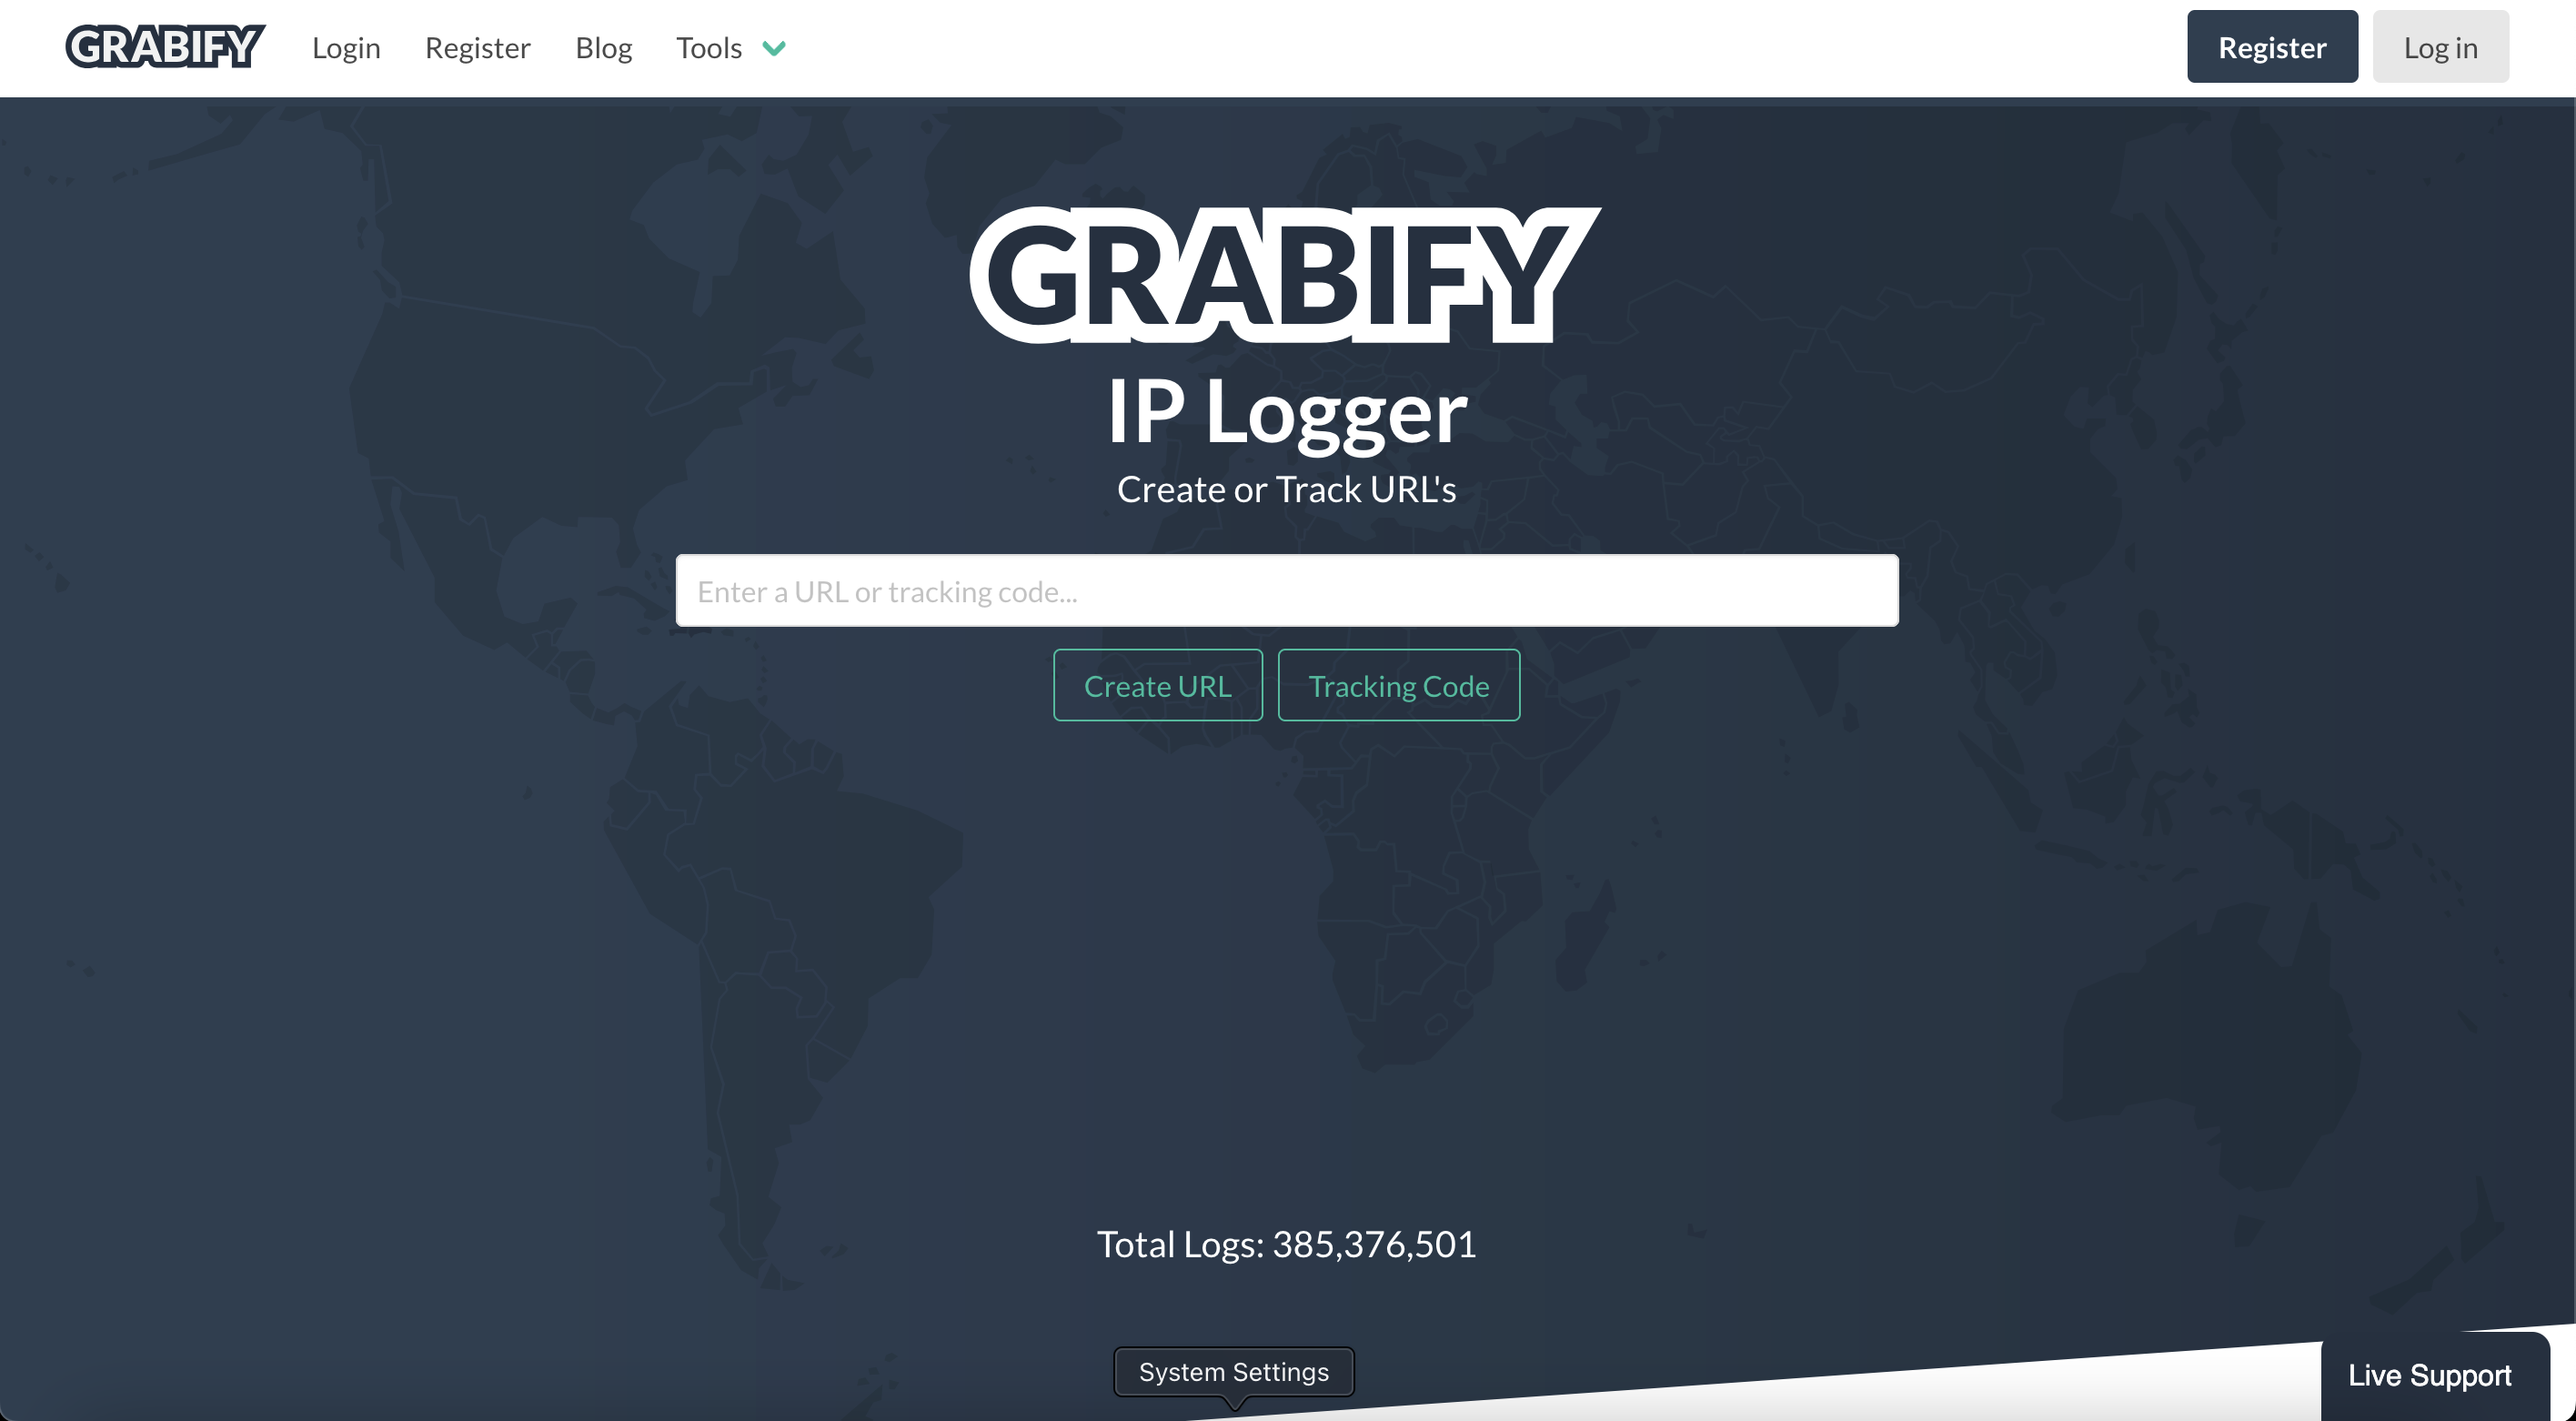 GRABIFY Login Register Blog Tools Register Log in
GRABIFY
IP Logger
Create or Track URL's
Enter a URL or tracking code...
Create URL Tracking Code
Total Logs: 385,376,501
System Settings
Live Support